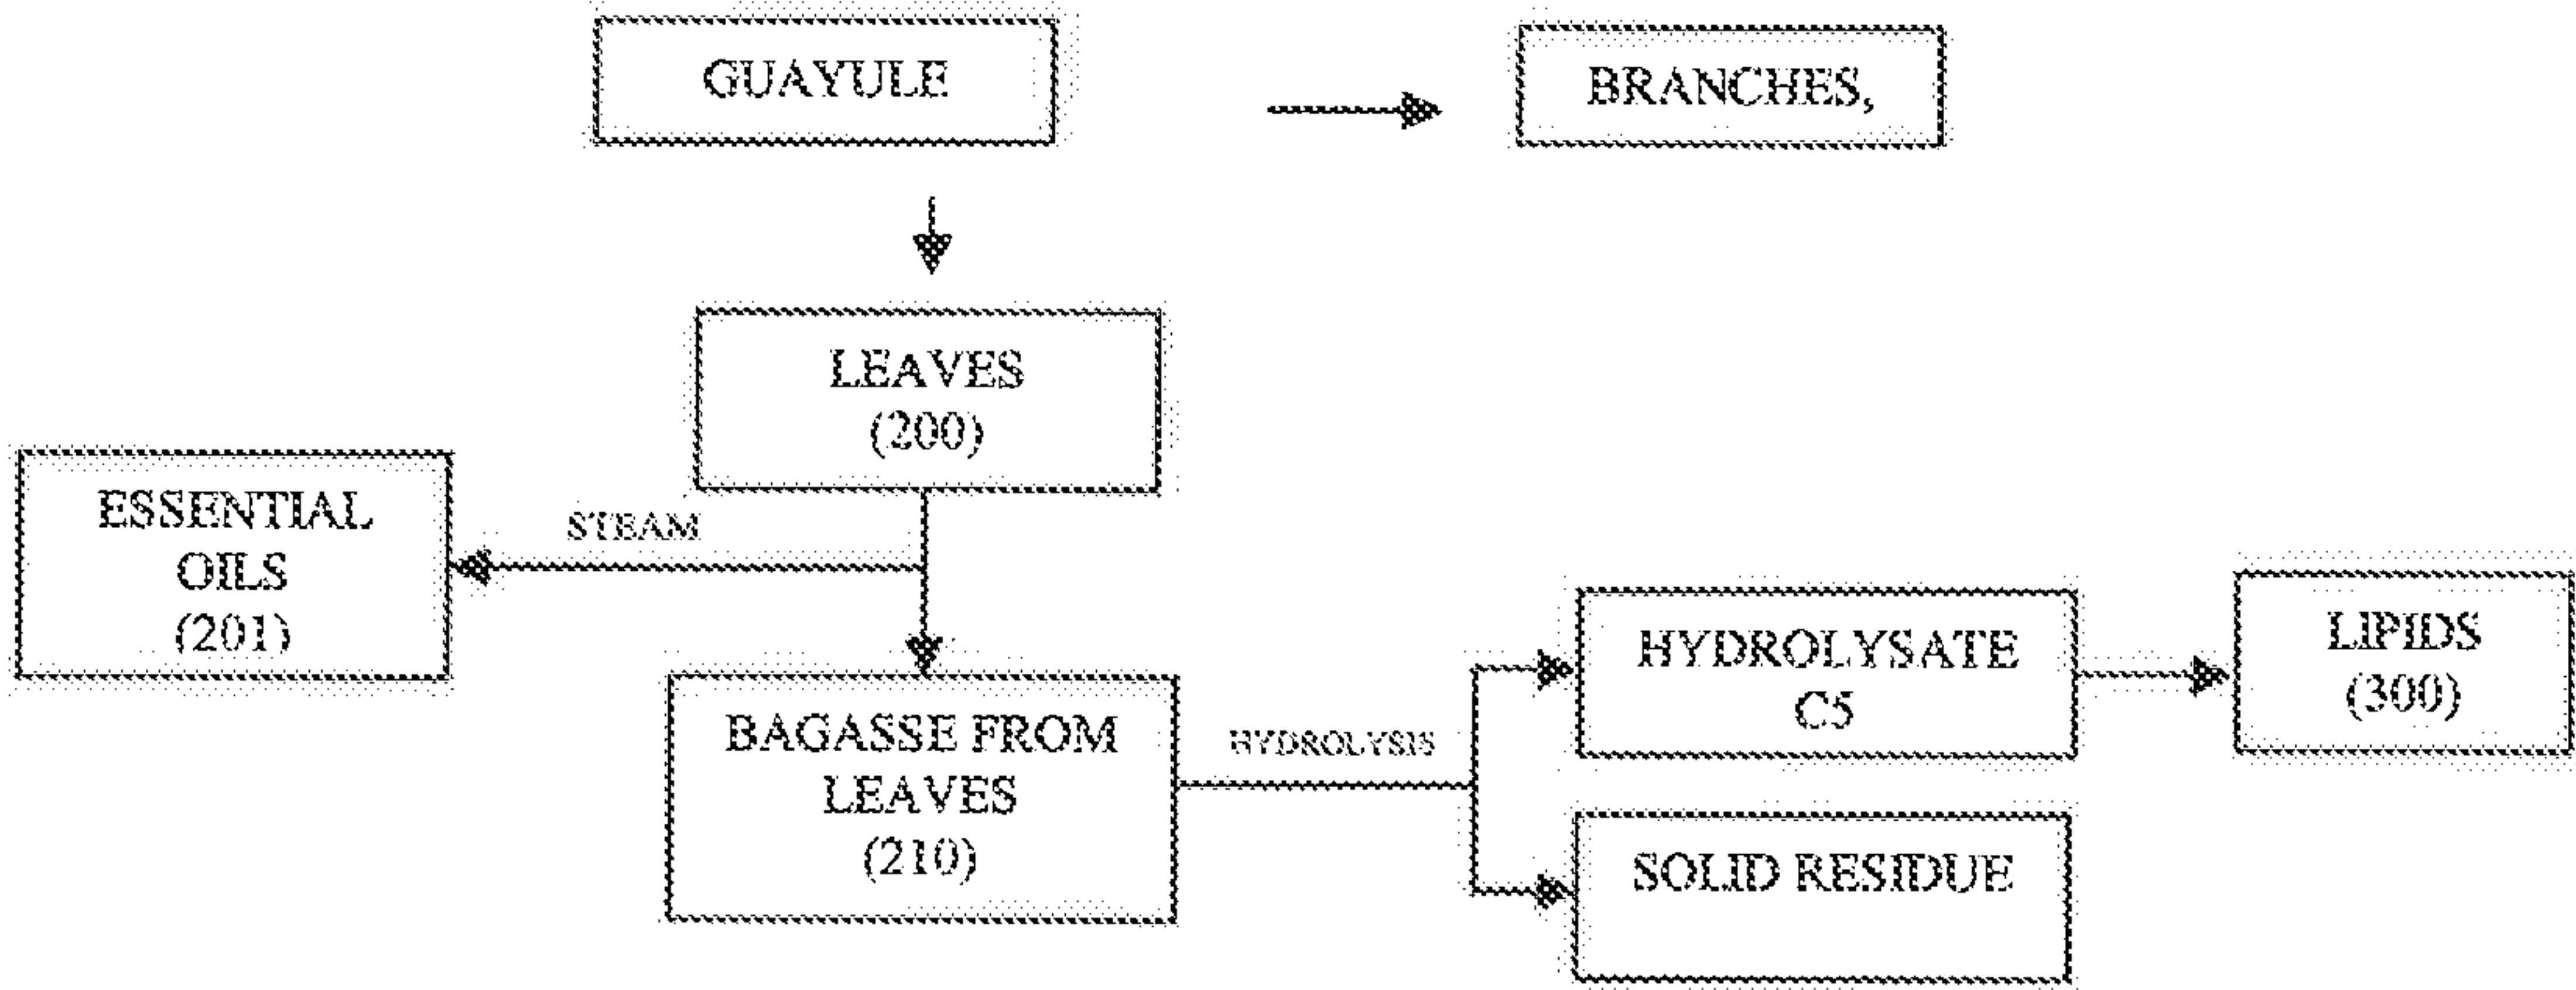 GUAYULE
BRANCHES,
LEAVES
(200)
ESSENTIAL
OILS
(201)
STEAM
BAGASSE FROM
LEAVES
(210)
HYDROLYSIS
HYDROLYSATE
C5
LIPIDS
(300)
SOLID RESIDUE